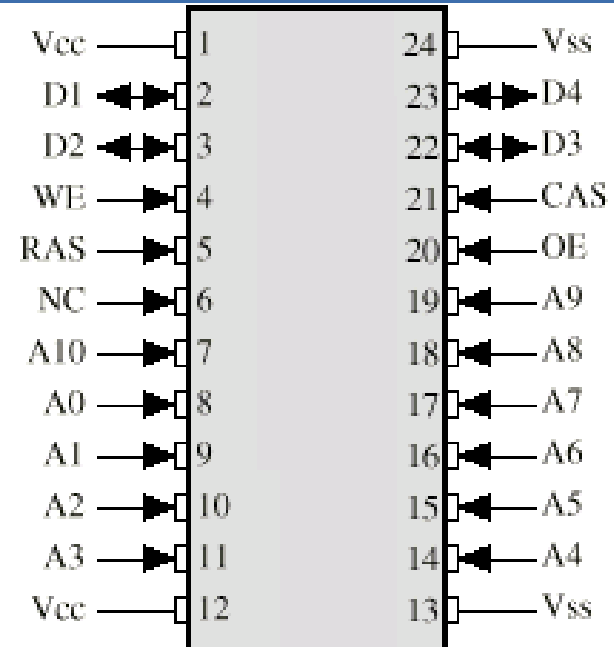 Vcc 1 24 Vss
D1 2 23 D4
D2 3 22 D3
WE 4 21 CAS
RAS 5 20 OE
NC 6 19 A9
A10 7 18 A8
A0 8 17 A7
A1 9 16 A6
A2 10 15 A5
A3 11 14 A4
Vcc 12 13 Vss